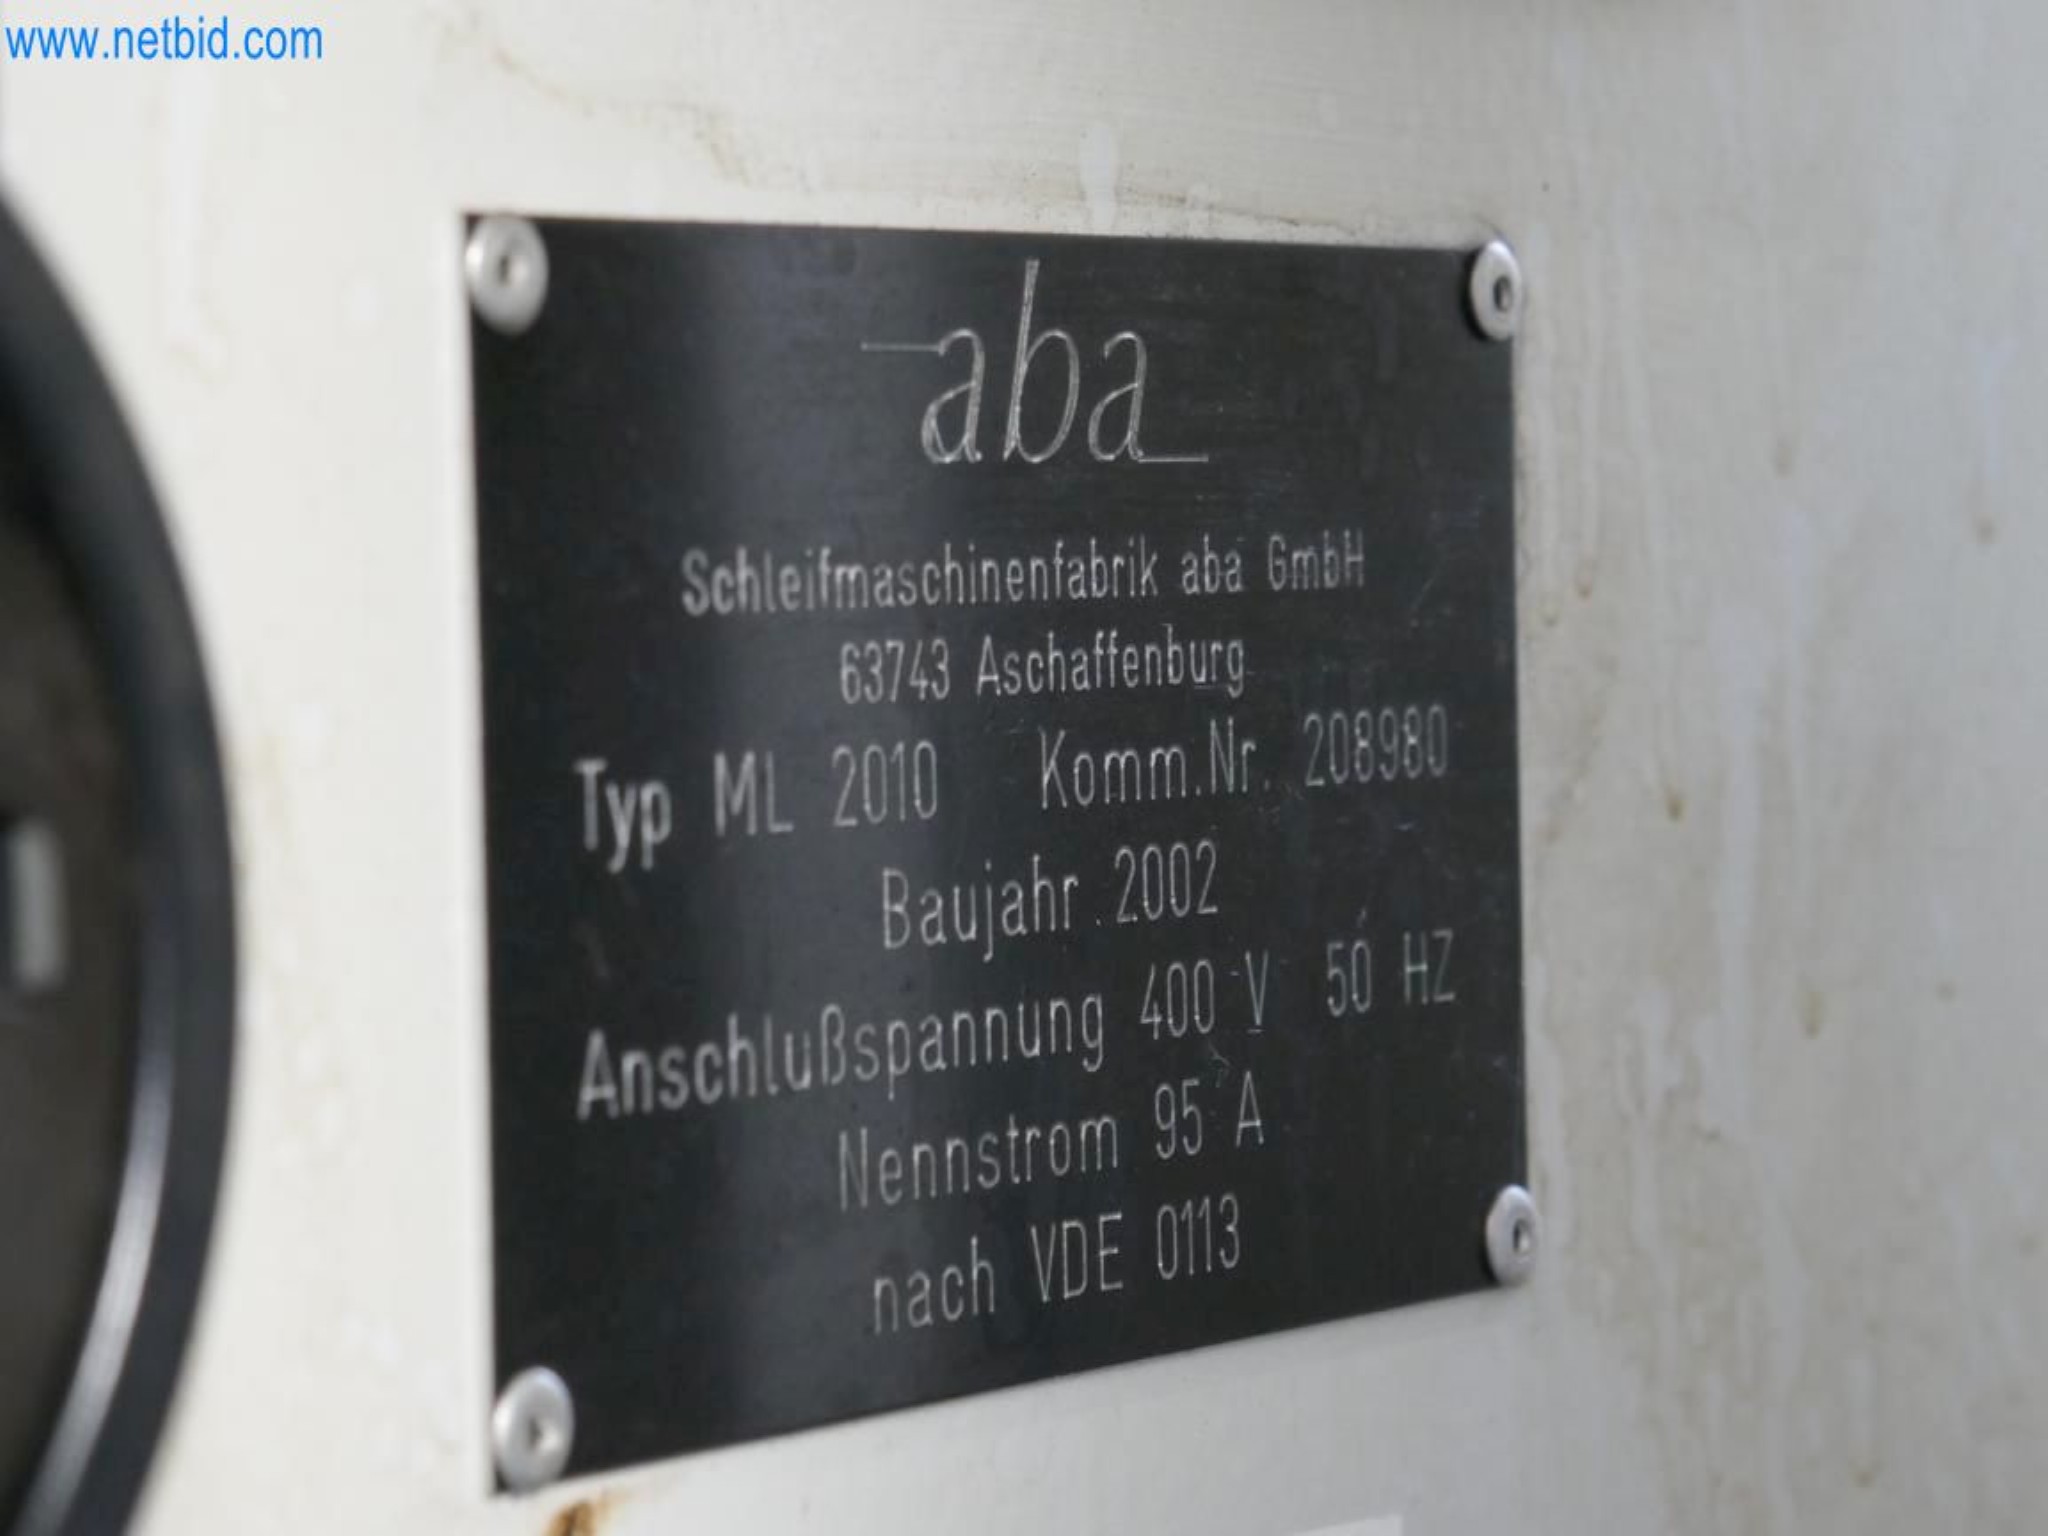 www.netbid.com
aba
Schleifmaschinenfabrik aba GmbH
63743 Aschaffenburg
Typ ML 2010 Komm.Nr. 208980
Baujahr 2002
Anschlußspannung 400 V 50 HZ
Nennstrom 95 A
nach VDE 0113